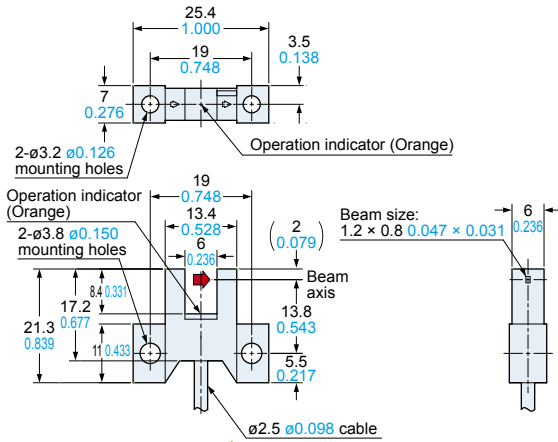 25.4
1.000
19
0.748
3.5
0.138
7
0.276
2-ø3.2 ø0.126
mounting holes
Operation indicator (Orange)
Operation indicator
(Orange)
2-ø3.8 ø0.150
mounting holes
19
0.748
13.4
0.528
6
0.236
( 2 )
0.079
Beam
axis
8.4 0.331
17.2
0.677
21.3
0.839
11 0.433
13.8
0.543
5.5
0.217
ø2.5 ø0.098 cable
Beam size:
1.2 × 0.8 0.047 × 0.031
6
0.236